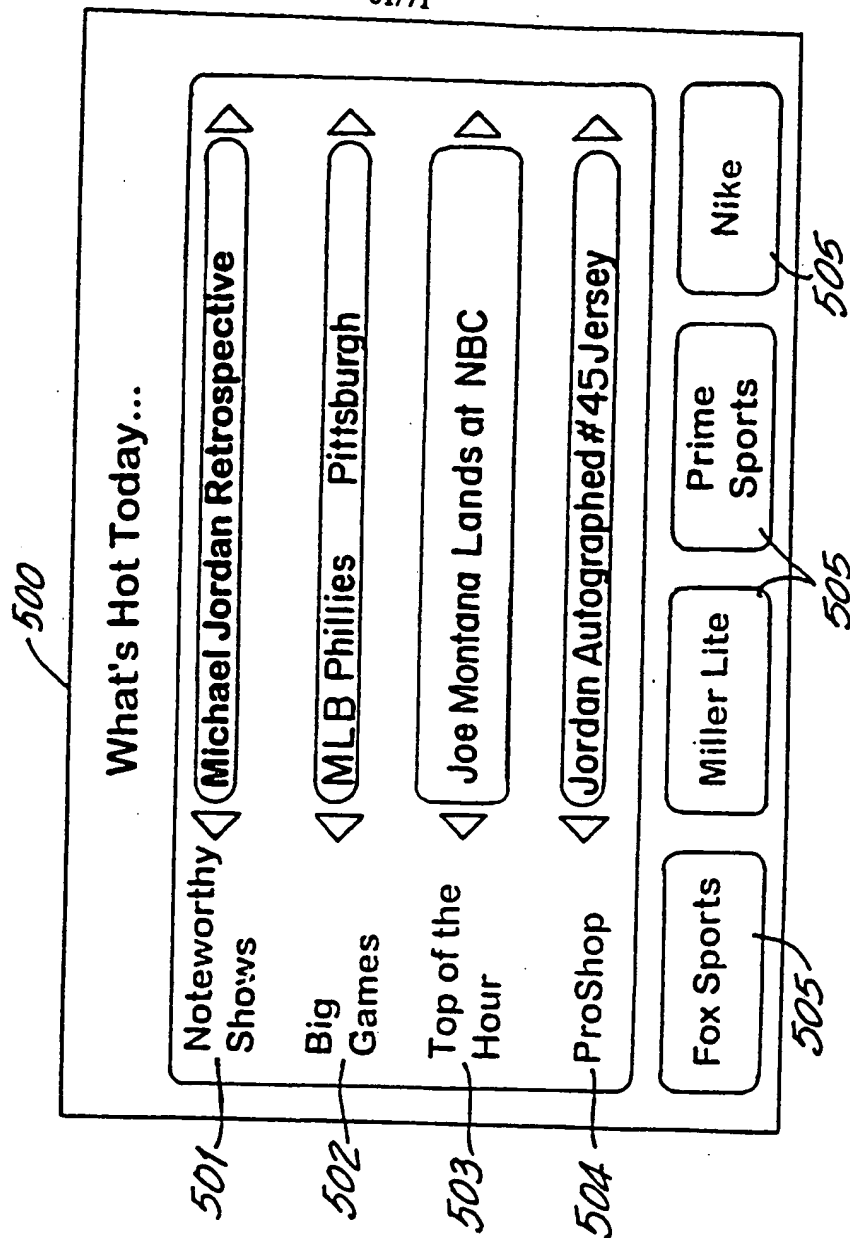 500
What's Hot Today...
501
Noteworthy Shows
Michael Jordan Retrospective
502
Big Games
MLB Phillies Pittsburgh
503
Top of the Hour
Joe Montana Lands at NBC
504
ProShop
Jordan Autographed #45 Jersey
Fox Sports
Miller Lite
Prime Sports
Nike
505
505
505